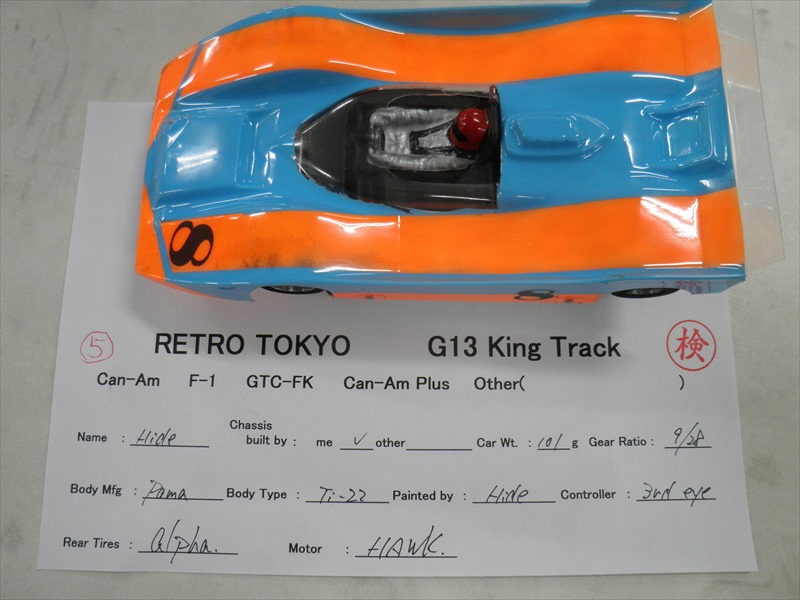 8
8
⑤ RETRO TOKYO G13 King Track 検
Can-Am F-1 GTC-FK Can-Am Plus Other( )
Name : Hide Chassis built by : me ✓ other Car Wt. : 101 g Gear Ratio : 9/28
Body Mfg : Pama Body Type : Ti-22 Painted by : Hide Controller : 3rd eye
Rear Tires : alpha. Motor : HAWK.